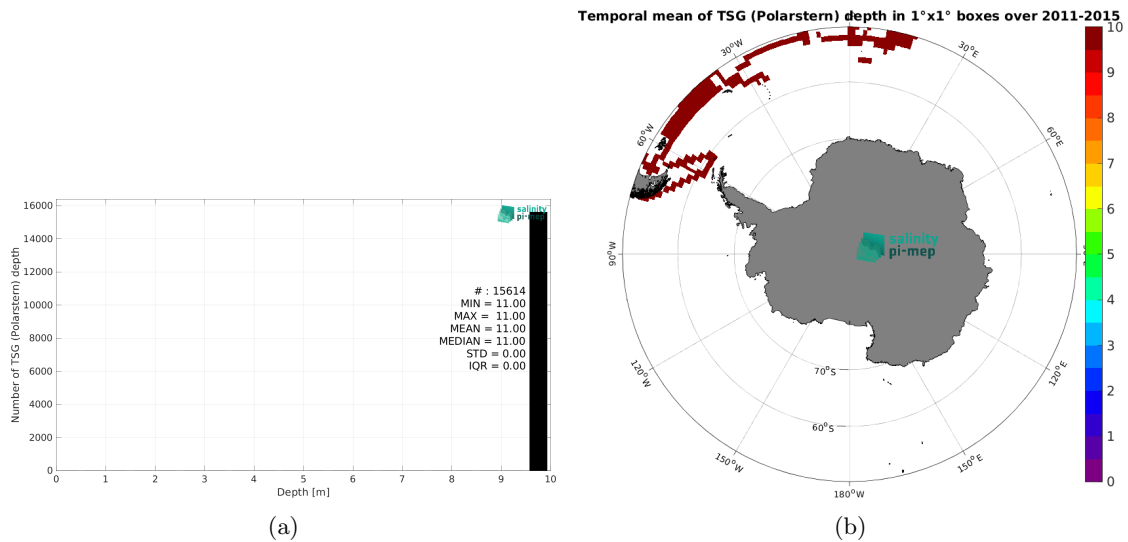 Temporal mean of TSG (Polarstern) depth in 1°x1° boxes over 2011-2015
Number of TSG (Polarstern) depth
16000
14000
12000
10000
8000
6000
4000
2000
0
salinity
pi-mep
# : 15614
MIN = 11.00
MAX = 11.00
MEAN = 11.00
MEDIAN = 11.00
STD = 0.00
IQR = 0.00
0 1 2 3 4 5 6 7 8 9 10
Depth [m]
(a)
30°W
30°E
60°W
60°E
90°W
120°W
120°E
150°W
150°E
180°W
70°S
60°S
salinity
pi-mep
10
9
8
7
6
5
4
3
2
1
0
(b)